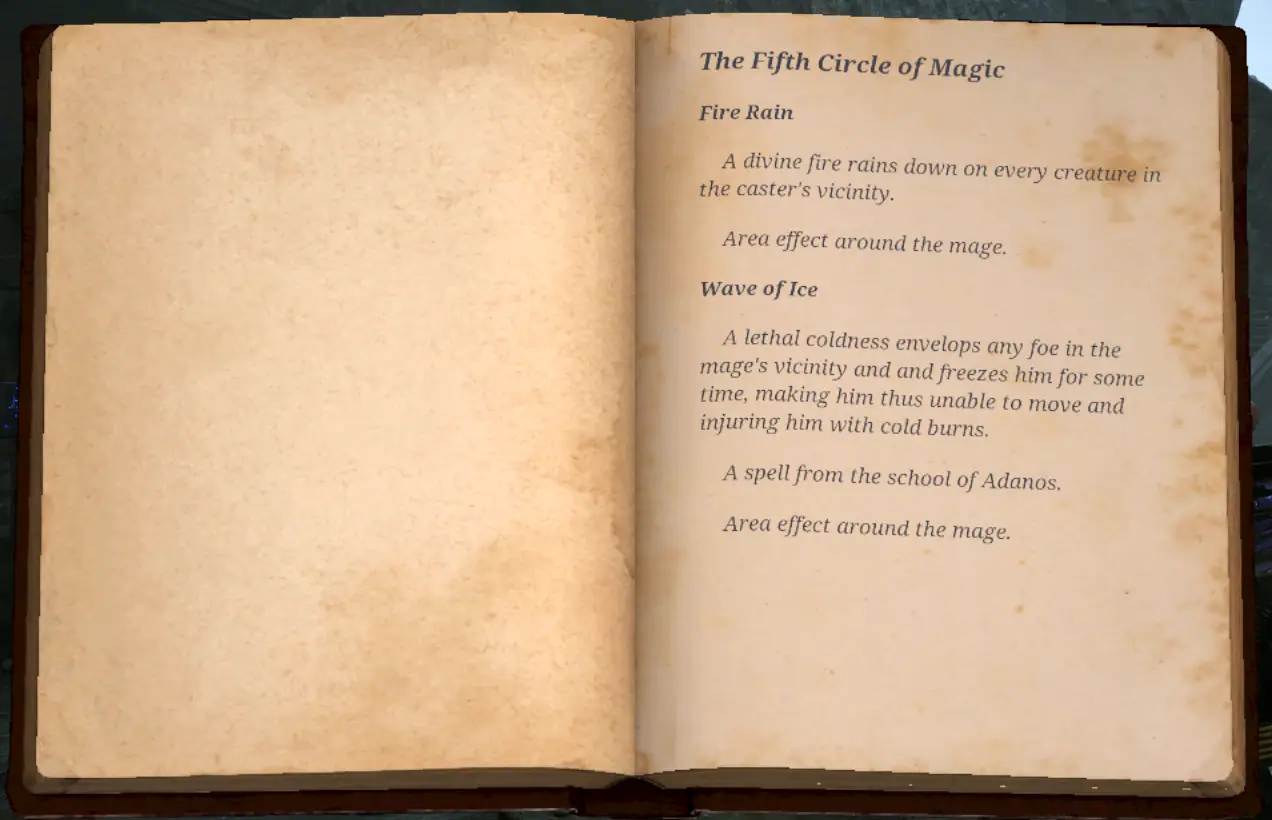 The Fifth Circle of Magic
Fire Rain
A divine fire rains down on every creature in
the caster's vicinity.
Area effect around the mage.
Wave of Ice
A lethal coldness envelops any foe in the
mage's vicinity and and freezes him for some
time, making him thus unable to move and
injuring him with cold burns.
A spell from the school of Adanos.
Area effect around the mage.